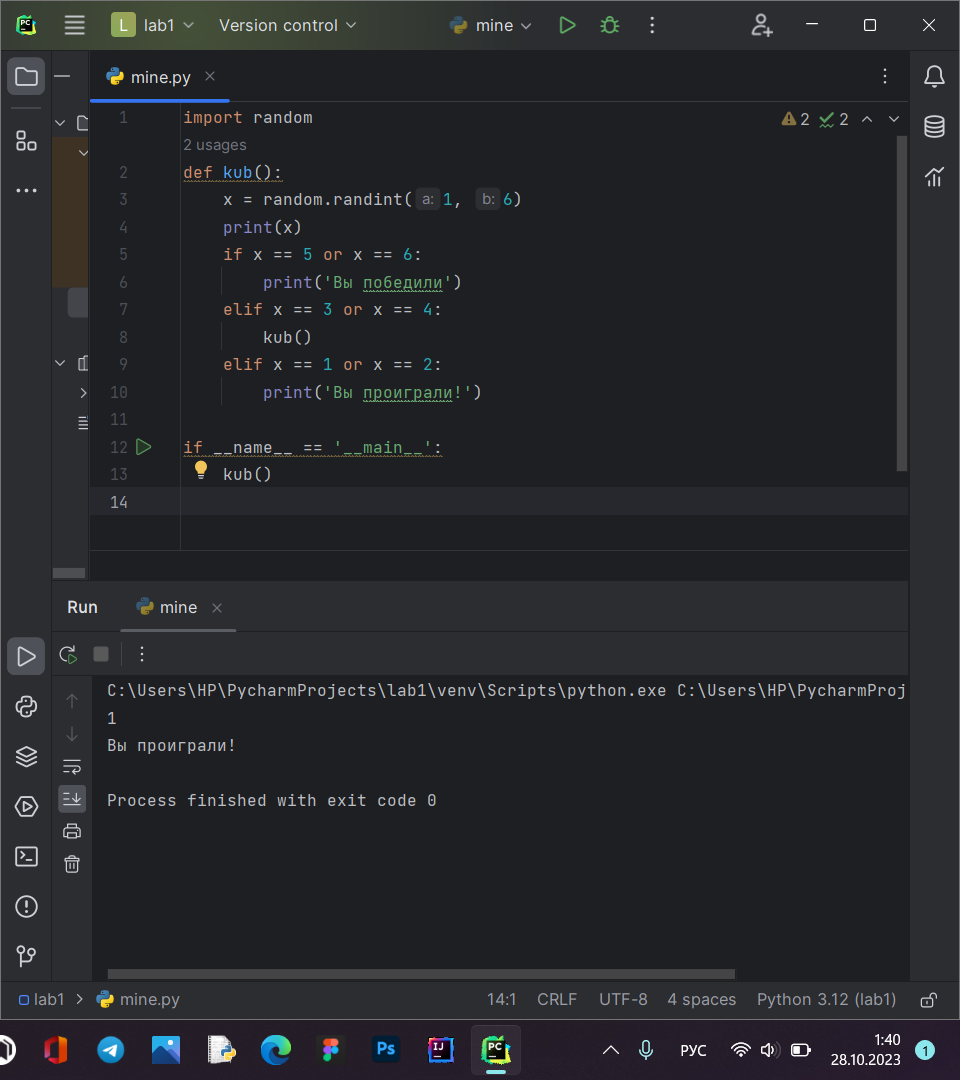 PC L lab1 Version control mine
mine.py
2 2
1 import random
2 usages
2 def kub():
3 x = random.randint( a: 1, b: 6)
4 print(x)
5 if x == 5 or x == 6:
6 print('Вы победили')
7 elif x == 3 or x == 4:
8 kub()
9 elif x == 1 or x == 2:
10 print('Вы проиграли!')
11
12 if __name__ == '__main__':
13 kub()
14
Run mine
C:\Users\HP\PycharmProjects\lab1\venv\Scripts\python.exe C:\Users\HP\PycharmProj
1
Вы проиграли!
Process finished with exit code 0
lab1 > mine.py 14:1 CRLF UTF-8 4 spaces Python 3.12 (lab1)
Ps IJ PC РУС 1:40
28.10.2023 1